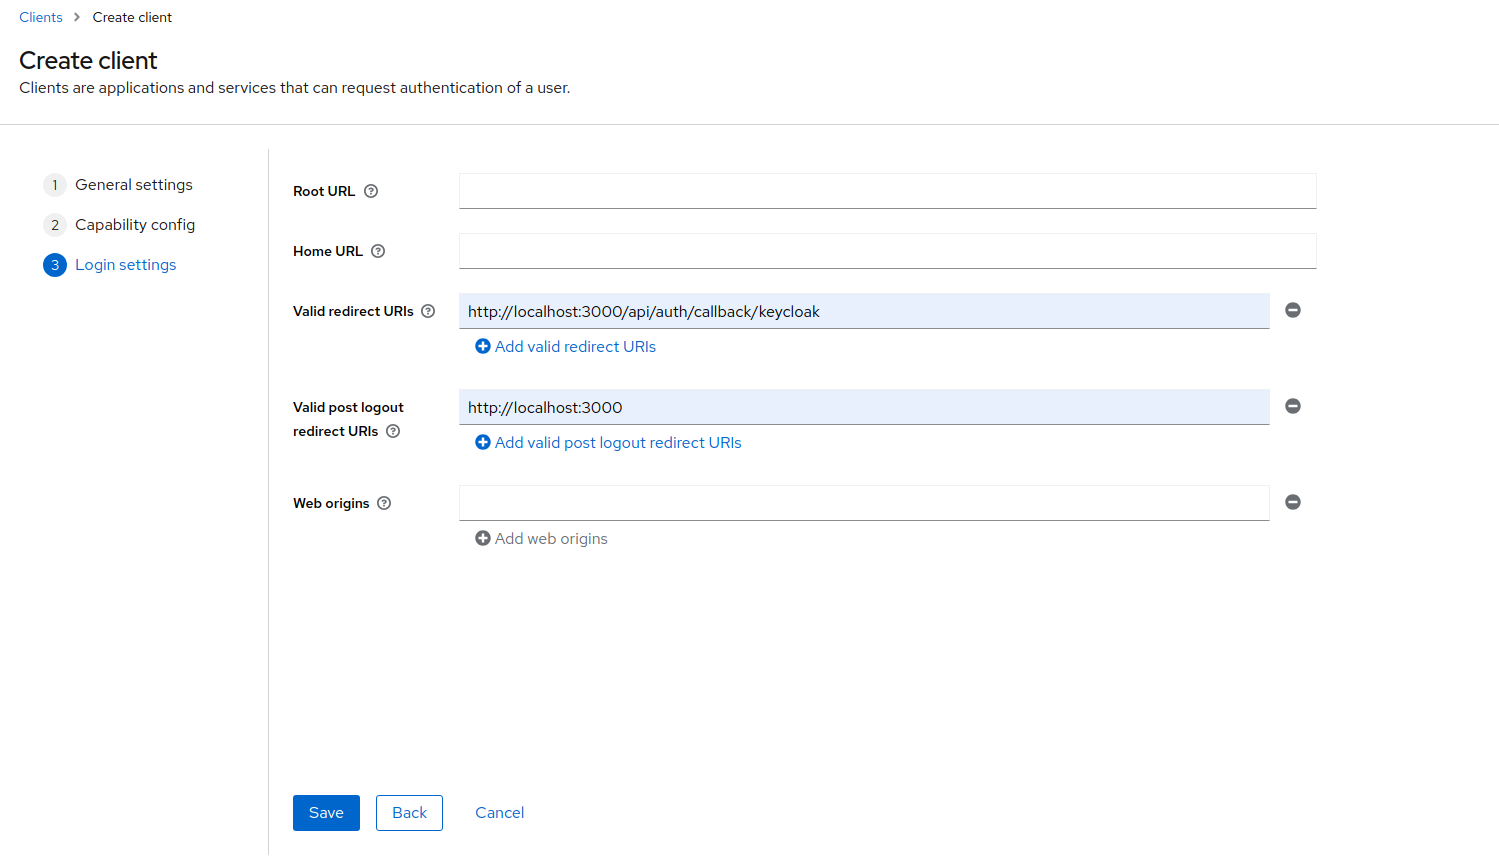 Clients > Create client
Create client
Clients are applications and services that can request authentication of a user.
1 General settings
2 Capability config
3 Login settings
Root URL
Home URL
Valid redirect URIs
http://localhost:3000/api/auth/callback/keycloak
Add valid redirect URIs
Valid post logout
redirect URIs
http://localhost:3000
Add valid post logout redirect URIs
Web origins
Add web origins
Save Back Cancel